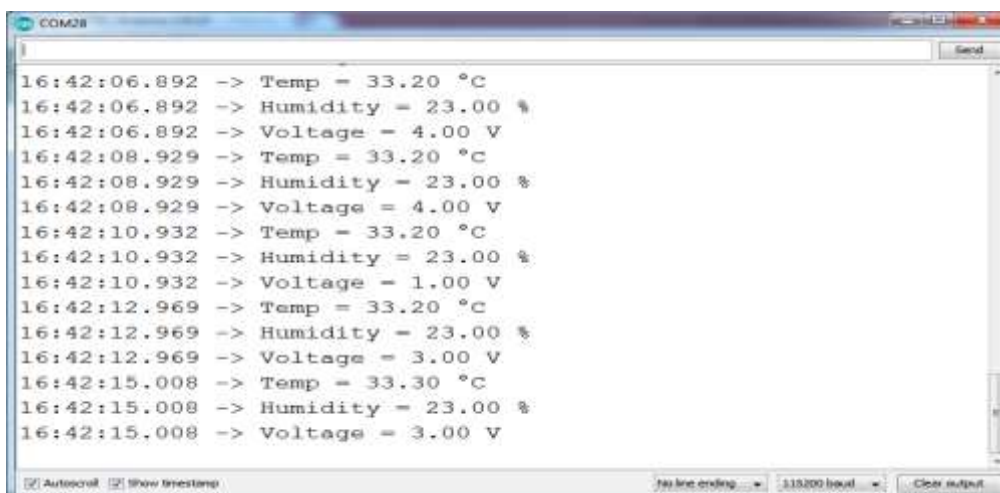 COM28
Send
16:42:06.892 -> Temp = 33.20 °C
16:42:06.892 -> Humidity = 23.00 %
16:42:06.892 -> Voltage = 4.00 V
16:42:08.929 -> Temp = 33.20 °C
16:42:08.929 -> Humidity = 23.00 %
16:42:08.929 -> Voltage = 4.00 V
16:42:10.932 -> Temp = 33.20 °C
16:42:10.932 -> Humidity = 23.00 %
16:42:10.932 -> Voltage = 1.00 V
16:42:12.969 -> Temp = 33.20 °C
16:42:12.969 -> Humidity = 23.00 %
16:42:12.969 -> Voltage = 3.00 V
16:42:15.008 -> Temp = 33.30 °C
16:42:15.008 -> Humidity = 23.00 %
16:42:15.008 -> Voltage = 3.00 V
Autoscroll Show timestamp No line ending 115200 baud Clear output